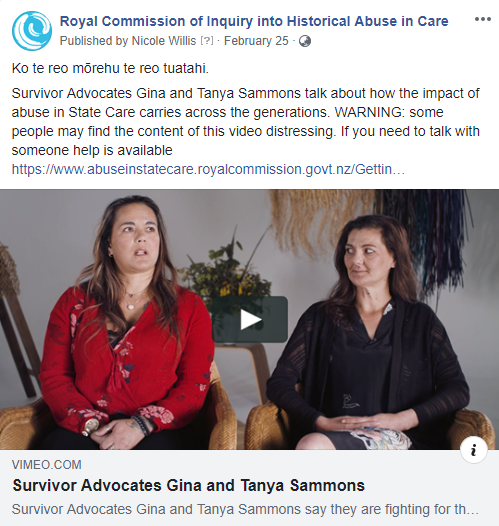 Royal Commission of Inquiry into Historical Abuse in Care
Published by Nicole Willis [?] · February 25 ·
Ko te reo mōrehu te reo tuatahi.
Survivor Advocates Gina and Tanya Sammons talk about how the impact of
abuse in State Care carries across the generations. WARNING: some
people may find the content of this video distressing. If you need to talk with
someone help is available
https://www.abuseinstatecare.royalcommission.govt.nz/Gettin…
VIMEO.COM
Survivor Advocates Gina and Tanya Sammons
Survivor Advocates Gina and Tanya Sammons say they are fighting for th…